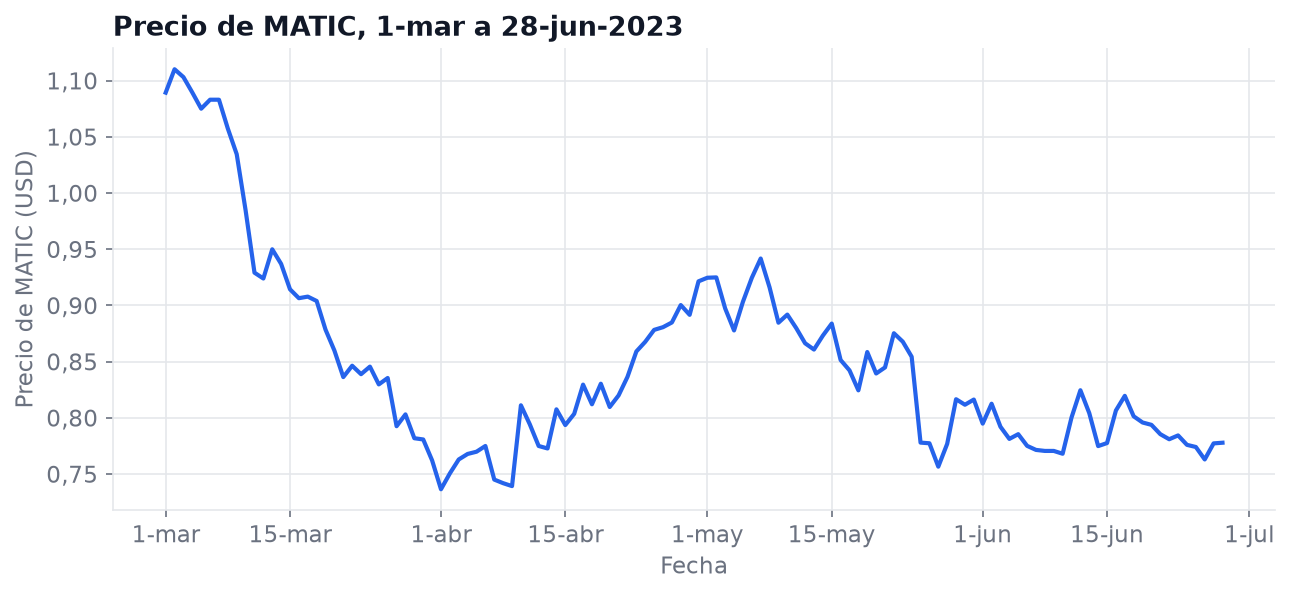 Precio de MATIC, 1-mar a 28-jun-2023
Precio de MATIC (USD)
1,10
1,05
1,00
0,95
0,90
0,85
0,80
0,75
1-mar
15-mar
1-abr
15-abr
1-may
15-may
1-jun
15-jun
1-jul
Fecha